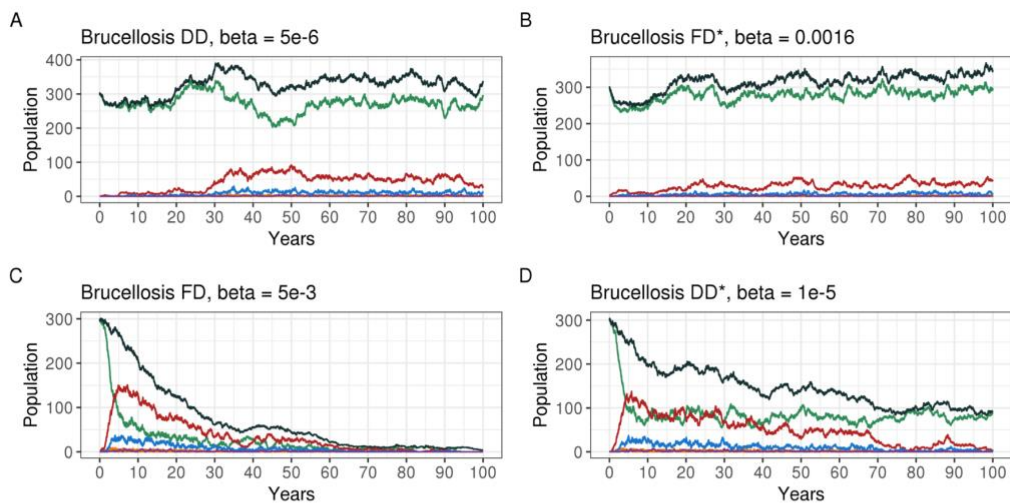 A
Brucellosis DD, beta = 5e-6
Population
400
300
200
100
0
0 10 20 30 40 50 60 70 80 90 100
Years
B
Brucellosis FD*, beta = 0.0016
Population
300
200
100
0
0 10 20 30 40 50 60 70 80 90 100
Years
C
Brucellosis FD, beta = 5e-3
Population
300
200
100
0
0 10 20 30 40 50 60 70 80 90 100
Years
D
Brucellosis DD*, beta = 1e-5
Population
300
200
100
0
0 10 20 30 40 50 60 70 80 90 100
Years